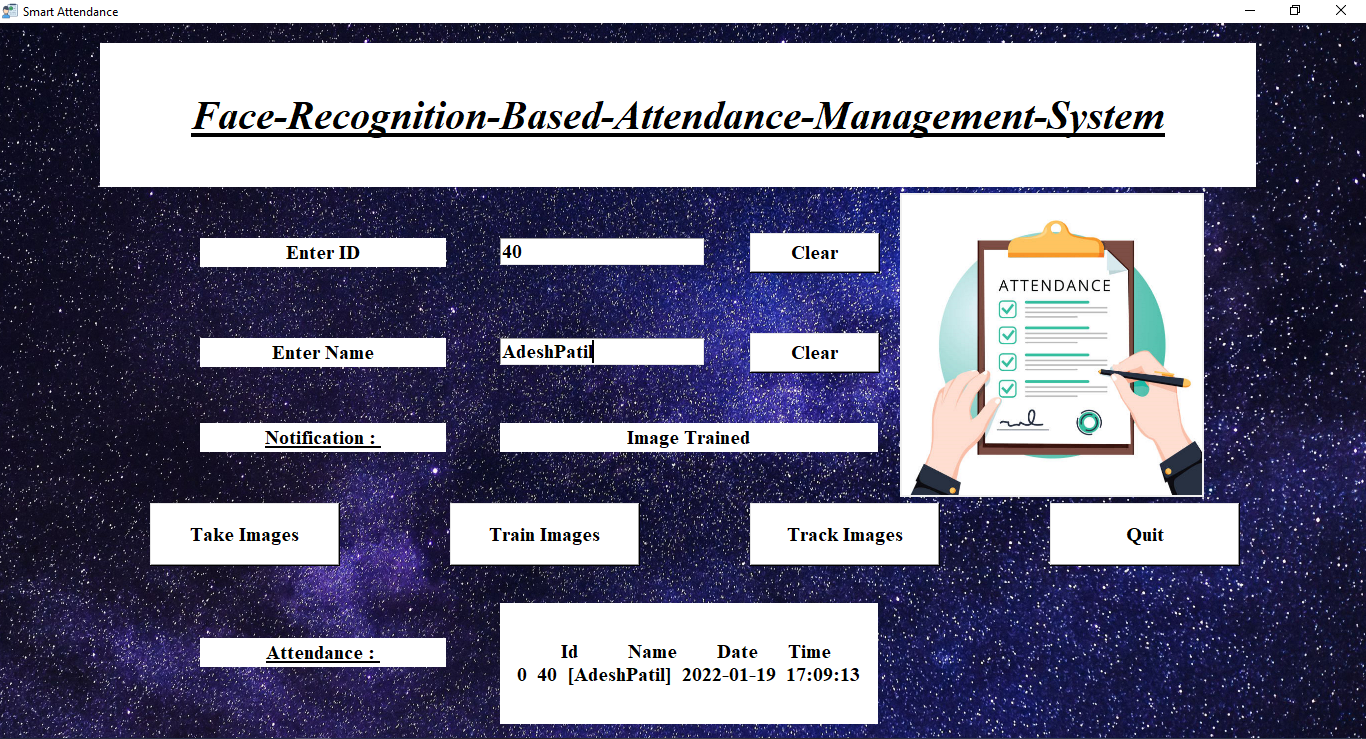 Smart Attendance
Face-Recognition-Based-Attendance-Management-System
Enter ID
40
Clear
Enter Name
AdeshPatil
Clear
Notification :
Image Trained
ATTENDANCE
Take Images
Train Images
Track Images
Quit
Attendance :
Id Name Date Time
0 40 [AdeshPatil] 2022-01-19 17:09:13